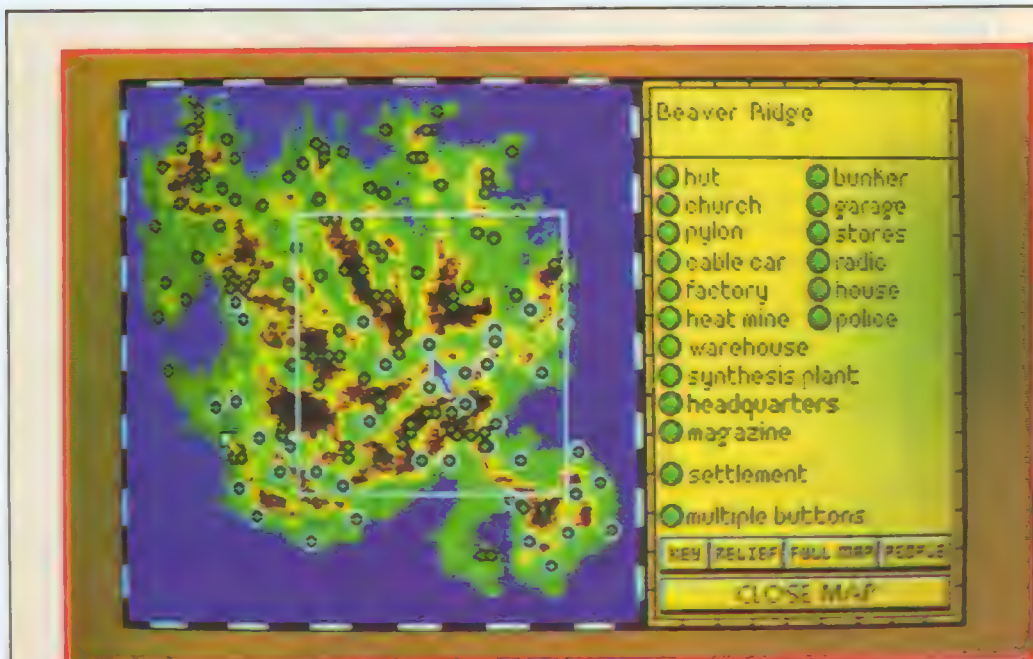 Beaver Ridge
hut
bunker
church
garage
pylon
stores
cable car
radio
factory
house
heat mine
police
warehouse
synthesis plant
headquarters
magazine
settlement
multiple buttons
KEY RELIEF FULL MAP PEOPLE
CLOSE MAP